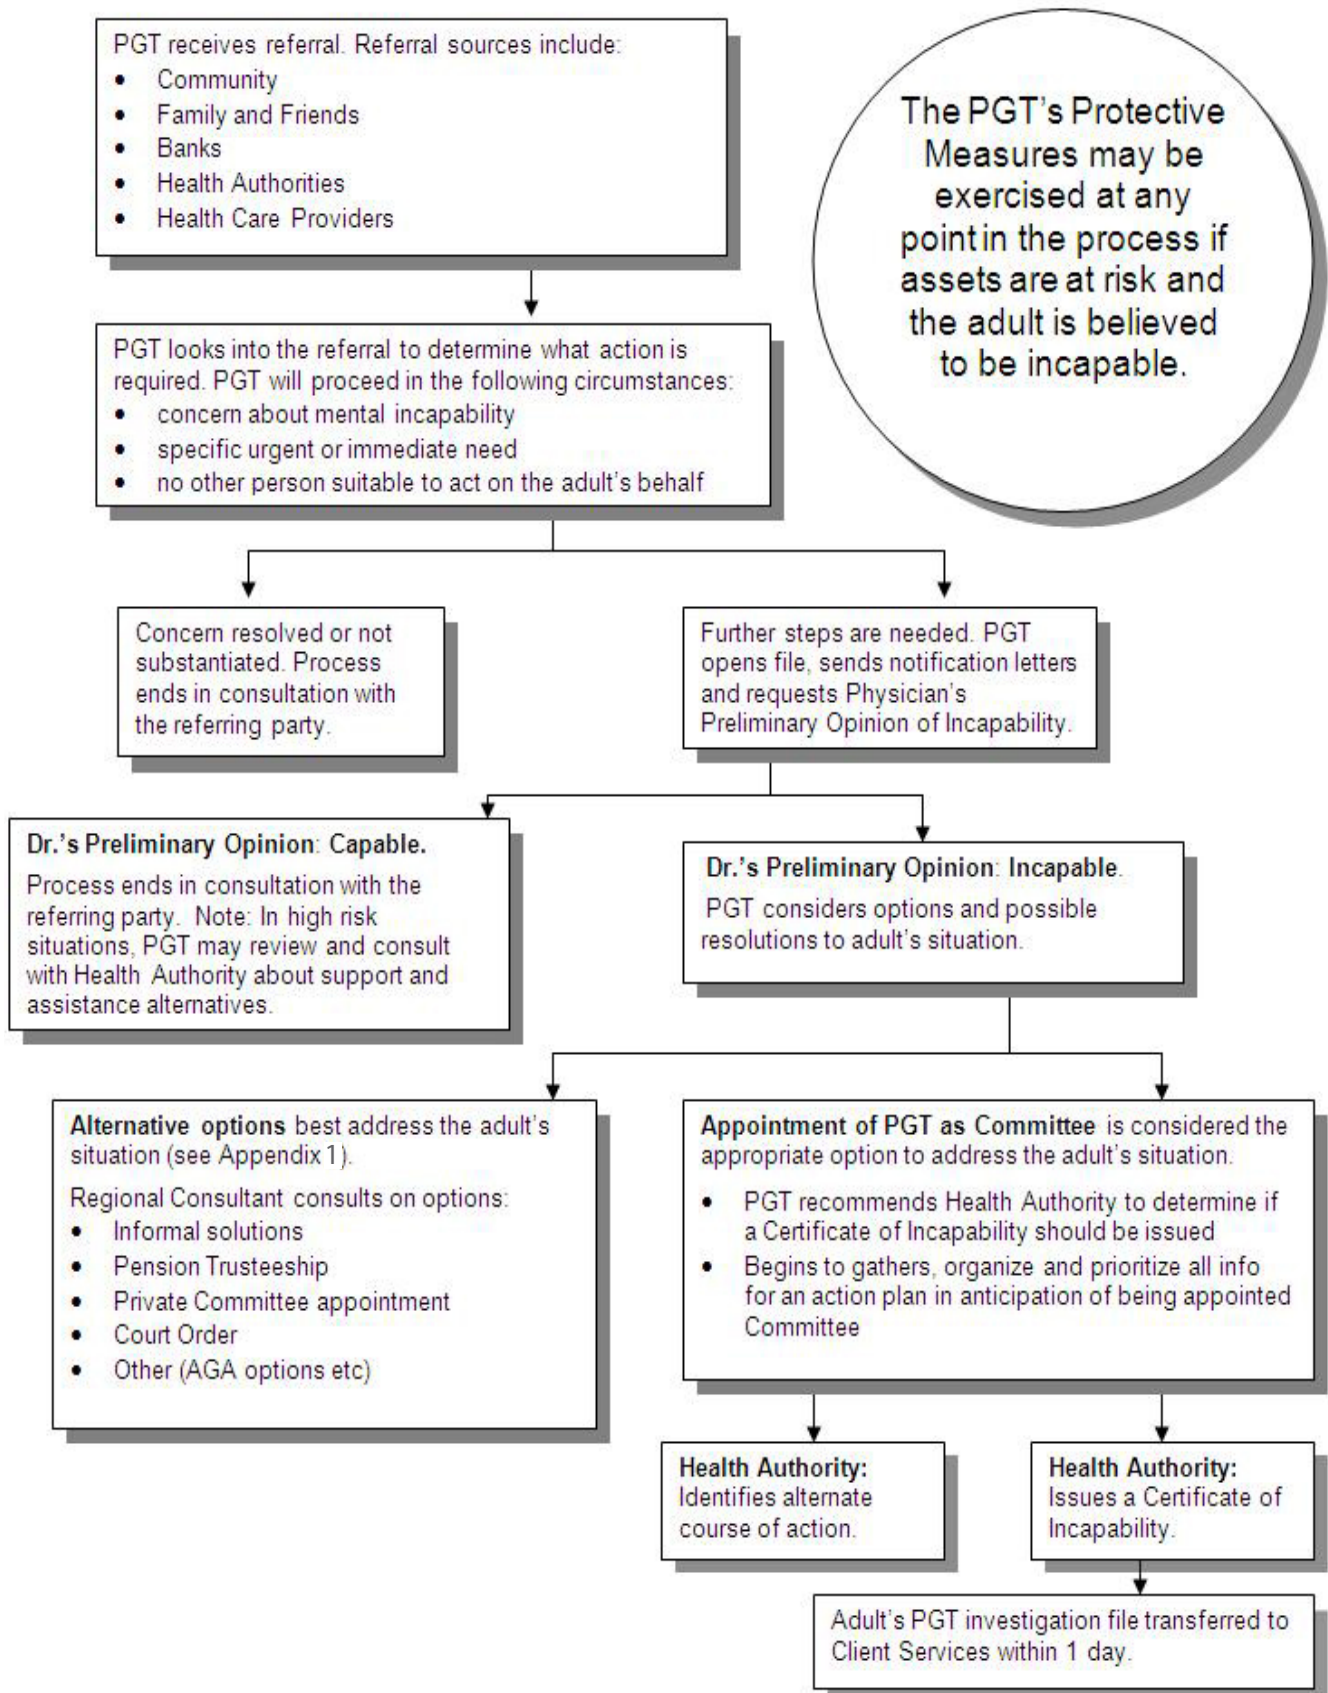 PGT receives referral. Referral sources include:
• Community
• Family and Friends
• Banks
• Health Authorities
• Health Care Providers
The PGT's Protective
Measures may be
exercised at any
point in the process if
assets are at risk and
the adult is believed
to be incapable.
PGT looks into the referral to determine what action is
required. PGT will proceed in the following circumstances:
• concern about mental incapability
• specific urgent or immediate need
• no other person suitable to act on the adult's behalf
Concern resolved or not
substantiated. Process
ends in consultation with
the referring party.
Further steps are needed. PGT
opens file, sends notification letters
and requests Physician's
Preliminary Opinion of Incapability.
Dr.'s Preliminary Opinion: Capable.
Process ends in consultation with the
referring party. Note: In high risk
situations, PGT may review and consult
with Health Authority about support and
assistance alternatives.
Dr.'s Preliminary Opinion: Incapable.
PGT considers options and possible
resolutions to adult's situation.
Alternative options best address the adult's
situation (see Appendix 1).
Regional Consultant consults on options:
• Informal solutions
• Pension Trusteeship
• Private Committee appointment
• Court Order
• Other (AGA options etc)
Appointment of PGT as Committee is considered the
appropriate option to address the adult's situation.
• PGT recommends Health Authority to determine if
a Certificate of Incapability should be issued
• Begins to gathers, organize and prioritize all info
for an action plan in anticipation of being appointed
Committee
Health Authority:
Identifies alternate
course of action.
Health Authority:
Issues a Certificate of
Incapability.
Adult's PGT investigation file transferred to
Client Services within 1 day.